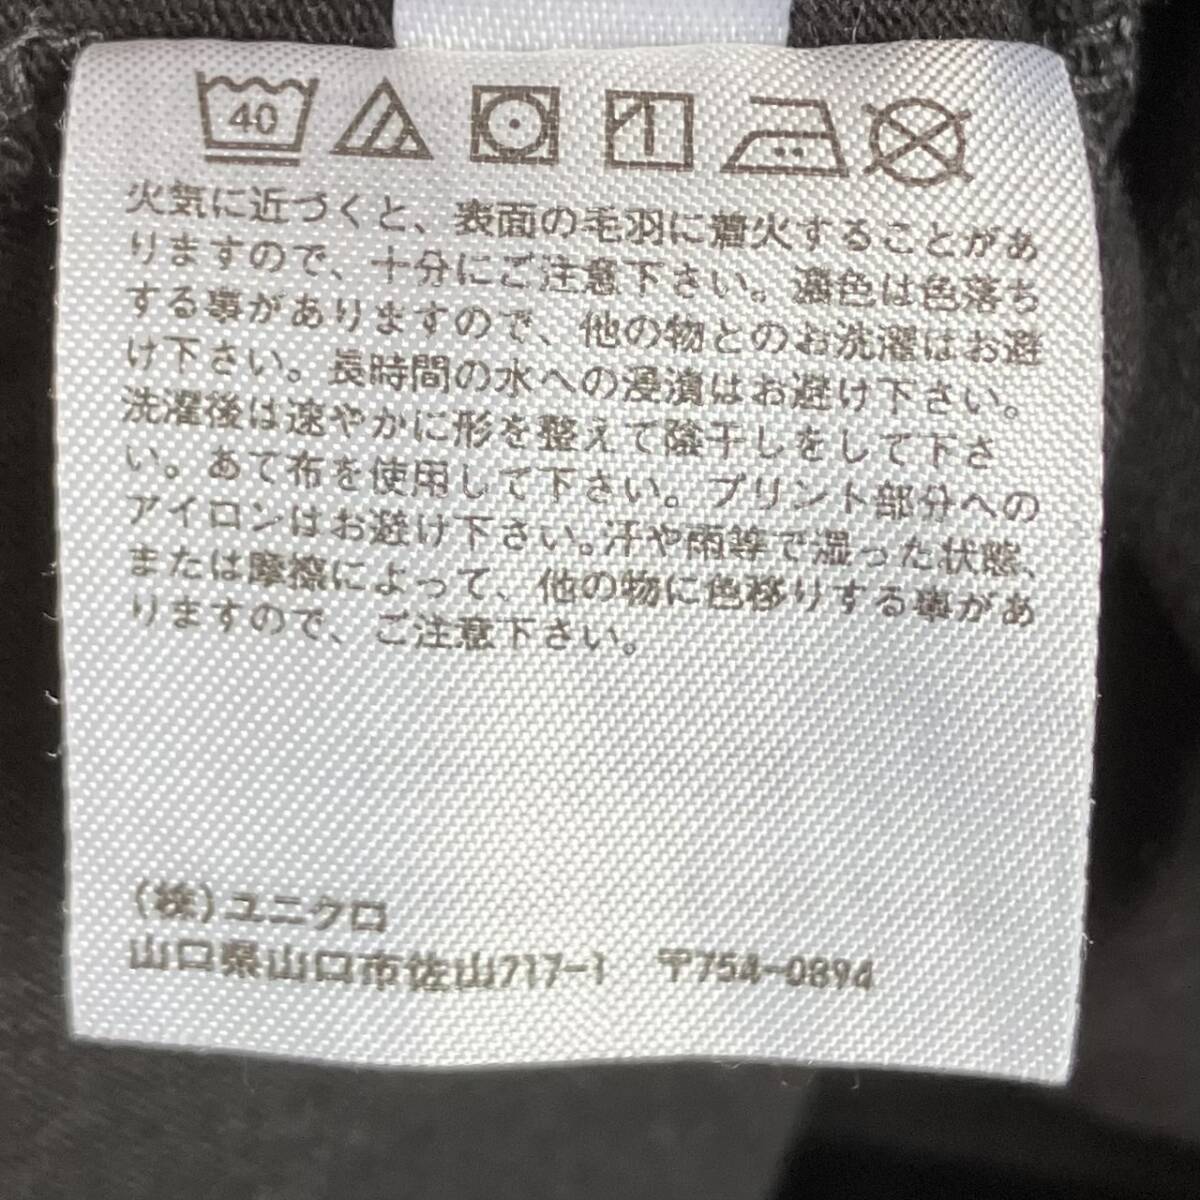 40
火気に近づくと、表面の毛羽に着火することがあ
りますので、十分にご注意下さい。濃色は色落ち
する事がありますので、他の物とのお洗濯はお避
け下さい。長時間の水への浸漬はお避け下さい。
洗濯後は速やかに形を整えて陰干しをして下さ
い。あて布を使用して下さい。プリント部分への
アイロンはお避け下さい。汗や雨等で湿った状態、
または摩擦によって、他の物に色移りする事があ
りますので、ご注意下さい。
(株)ユニクロ
山口県山口市佐山717-1 〒754-0894